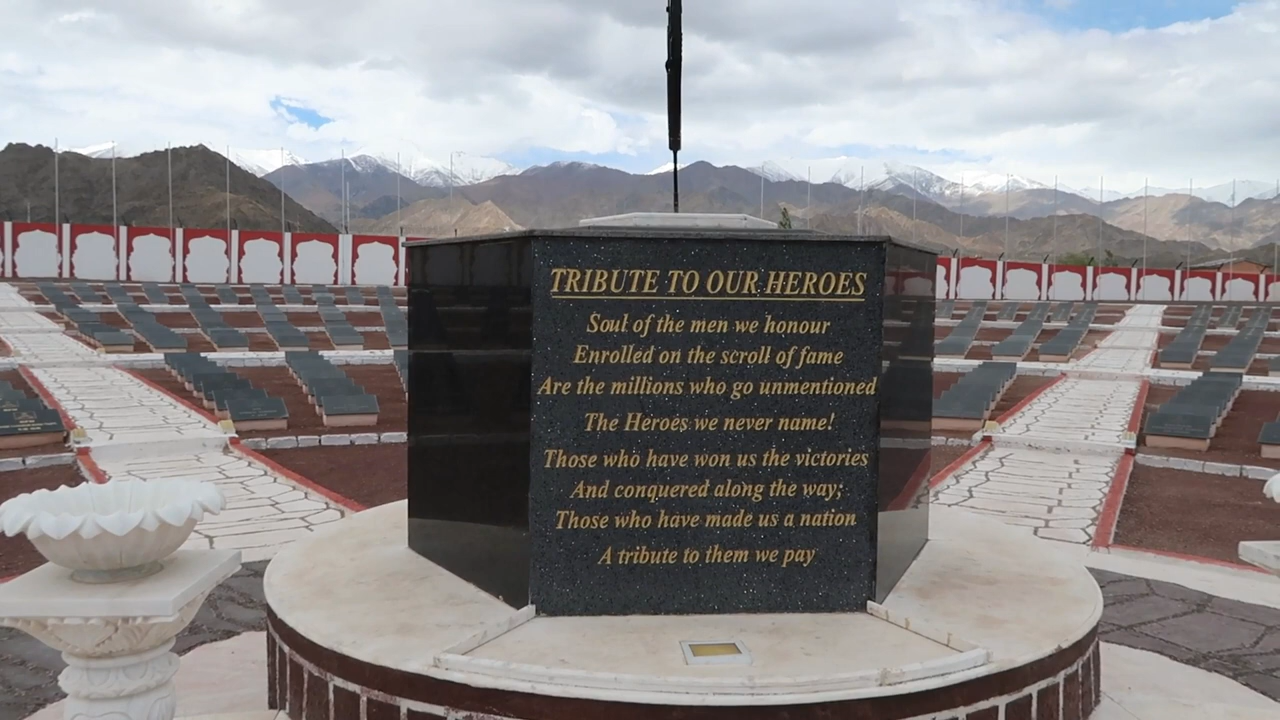 TRIBUTE TO OUR HEROES
Soul of the men we honour
Enrolled on the scroll of fame
Are the millions who go unmentioned
The Heroes we never name!
Those who have won us the victories
And conquered along the way;
Those who have made us a nation
A tribute to them we pay